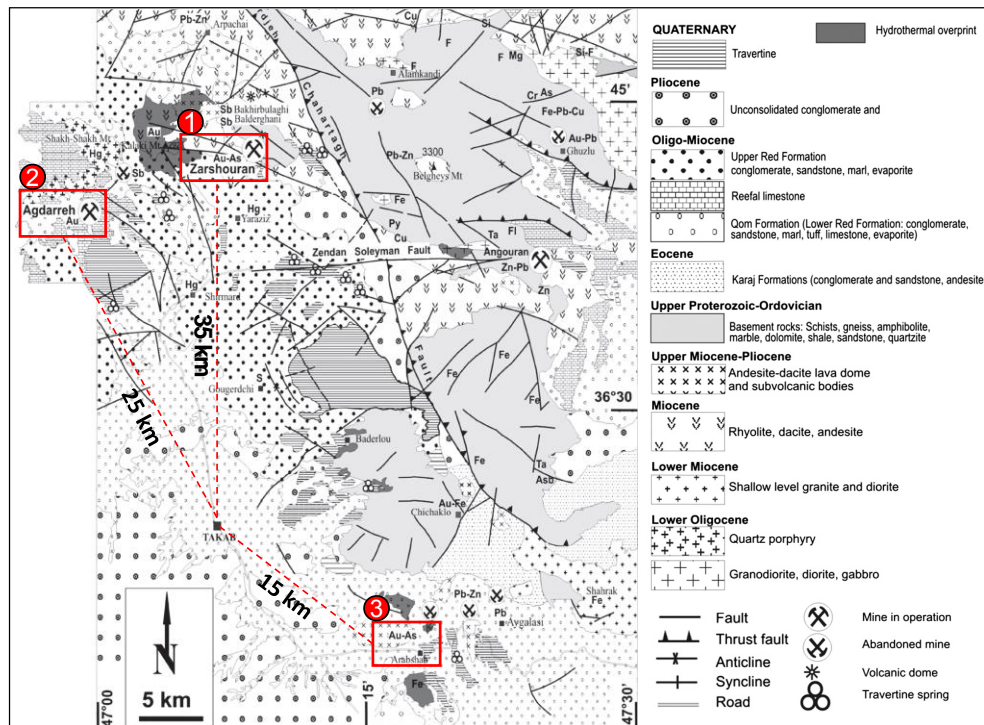 Pb-Zn
Arpachai
Cu
Si
F
F
Mg
Si-F
Alamkandi
F
Pb
Cr As
Fe-Pb-Cu
45'
Sb Bakhirbulaghi
Sb Balderghani
Chahartagh
1
Au
Shakh-Shakh Mt
Hg
Au-As
Zarshouran
Au-Pb
Ghuzlu
Pb-Zn
3300
Belgheys Mt
2
Sb
Agdarreh
Au
Hg
Yaraziz
Fe
Py
Cu
Ta
Fl
Zendan Soleyman Fault
Angouran
Zn-Pb
Zn
Hg
Shirmard
35 km
Fault
Fe
Fe
S
Gougerdchi
36°30
25 km
Baderlou
Fe
Ta
Asb
Au-Fe
Chichaklo
TAKAB
15 km
Shahrak
Fe
Pb-Zn
Pb
Aygalasi
3
Au-As
Arabshah
Fe
N
5 km
47°00
15'
47°30
QUATERNARY
Travertine
Hydrothermal overprint
Pliocene
Unconsolidated conglomerate and
Oligo-Miocene
Upper Red Formation
conglomerate, sandstone, marl, evaporite
Reefal limestone
Qom Formation (Lower Red Formation: conglomerate,
sandstone, marl, tuff, limestone, evaporite)
Eocene
Karaj Formations (conglomerate and sandstone, andesite
Upper Proterozoic-Ordovician
Basement rocks: Schists, gneiss, amphibolite,
marble, dolomite, shale, sandstone, quartzite
Upper Miocene-Pliocene
Andesite-dacite lava dome
and subvolcanic bodies
Miocene
Rhyolite, dacite, andesite
Lower Miocene
Shallow level granite and diorite
Lower Oligocene
Quartz porphyry
Granodiorite, diorite, gabbro
Fault
Thrust fault
Anticline
Syncline
Road
Mine in operation
Abandoned mine
Volcanic dome
Travertine spring